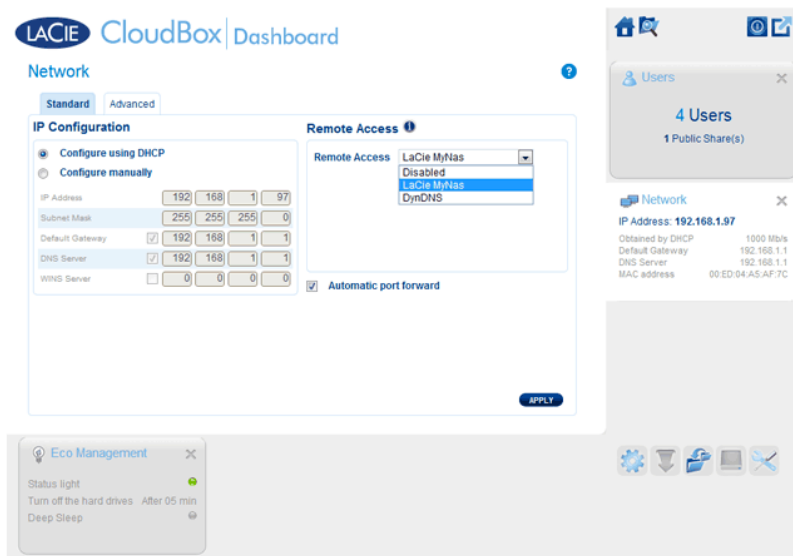 LACIE CloudBox Dashboard
Network
?
Standard Advanced
IP Configuration
Configure using DHCP
Configure manually
IP Address 192 168 1 97
Subnet Mask 255 255 255 0
Default Gateway 192 168 1 1
DNS Server 192 168 1 1
WINS Server 0 0 0 0
Remote Access
Remote Access LaCie MyNas
Disabled
LaCie MyNas
DynDNS
Automatic port forward
APPLY
Users
4 Users
1 Public Share(s)
Network
IP Address: 192.168.1.97
Obtained by DHCP 1000 Mb/s
Default Gateway 192.168.1.1
DNS Server 192.168.1.1
MAC address 00:ED:04:A5:AF:7C
Eco Management
Status light
Turn off the hard drives After 05 min
Deep Sleep